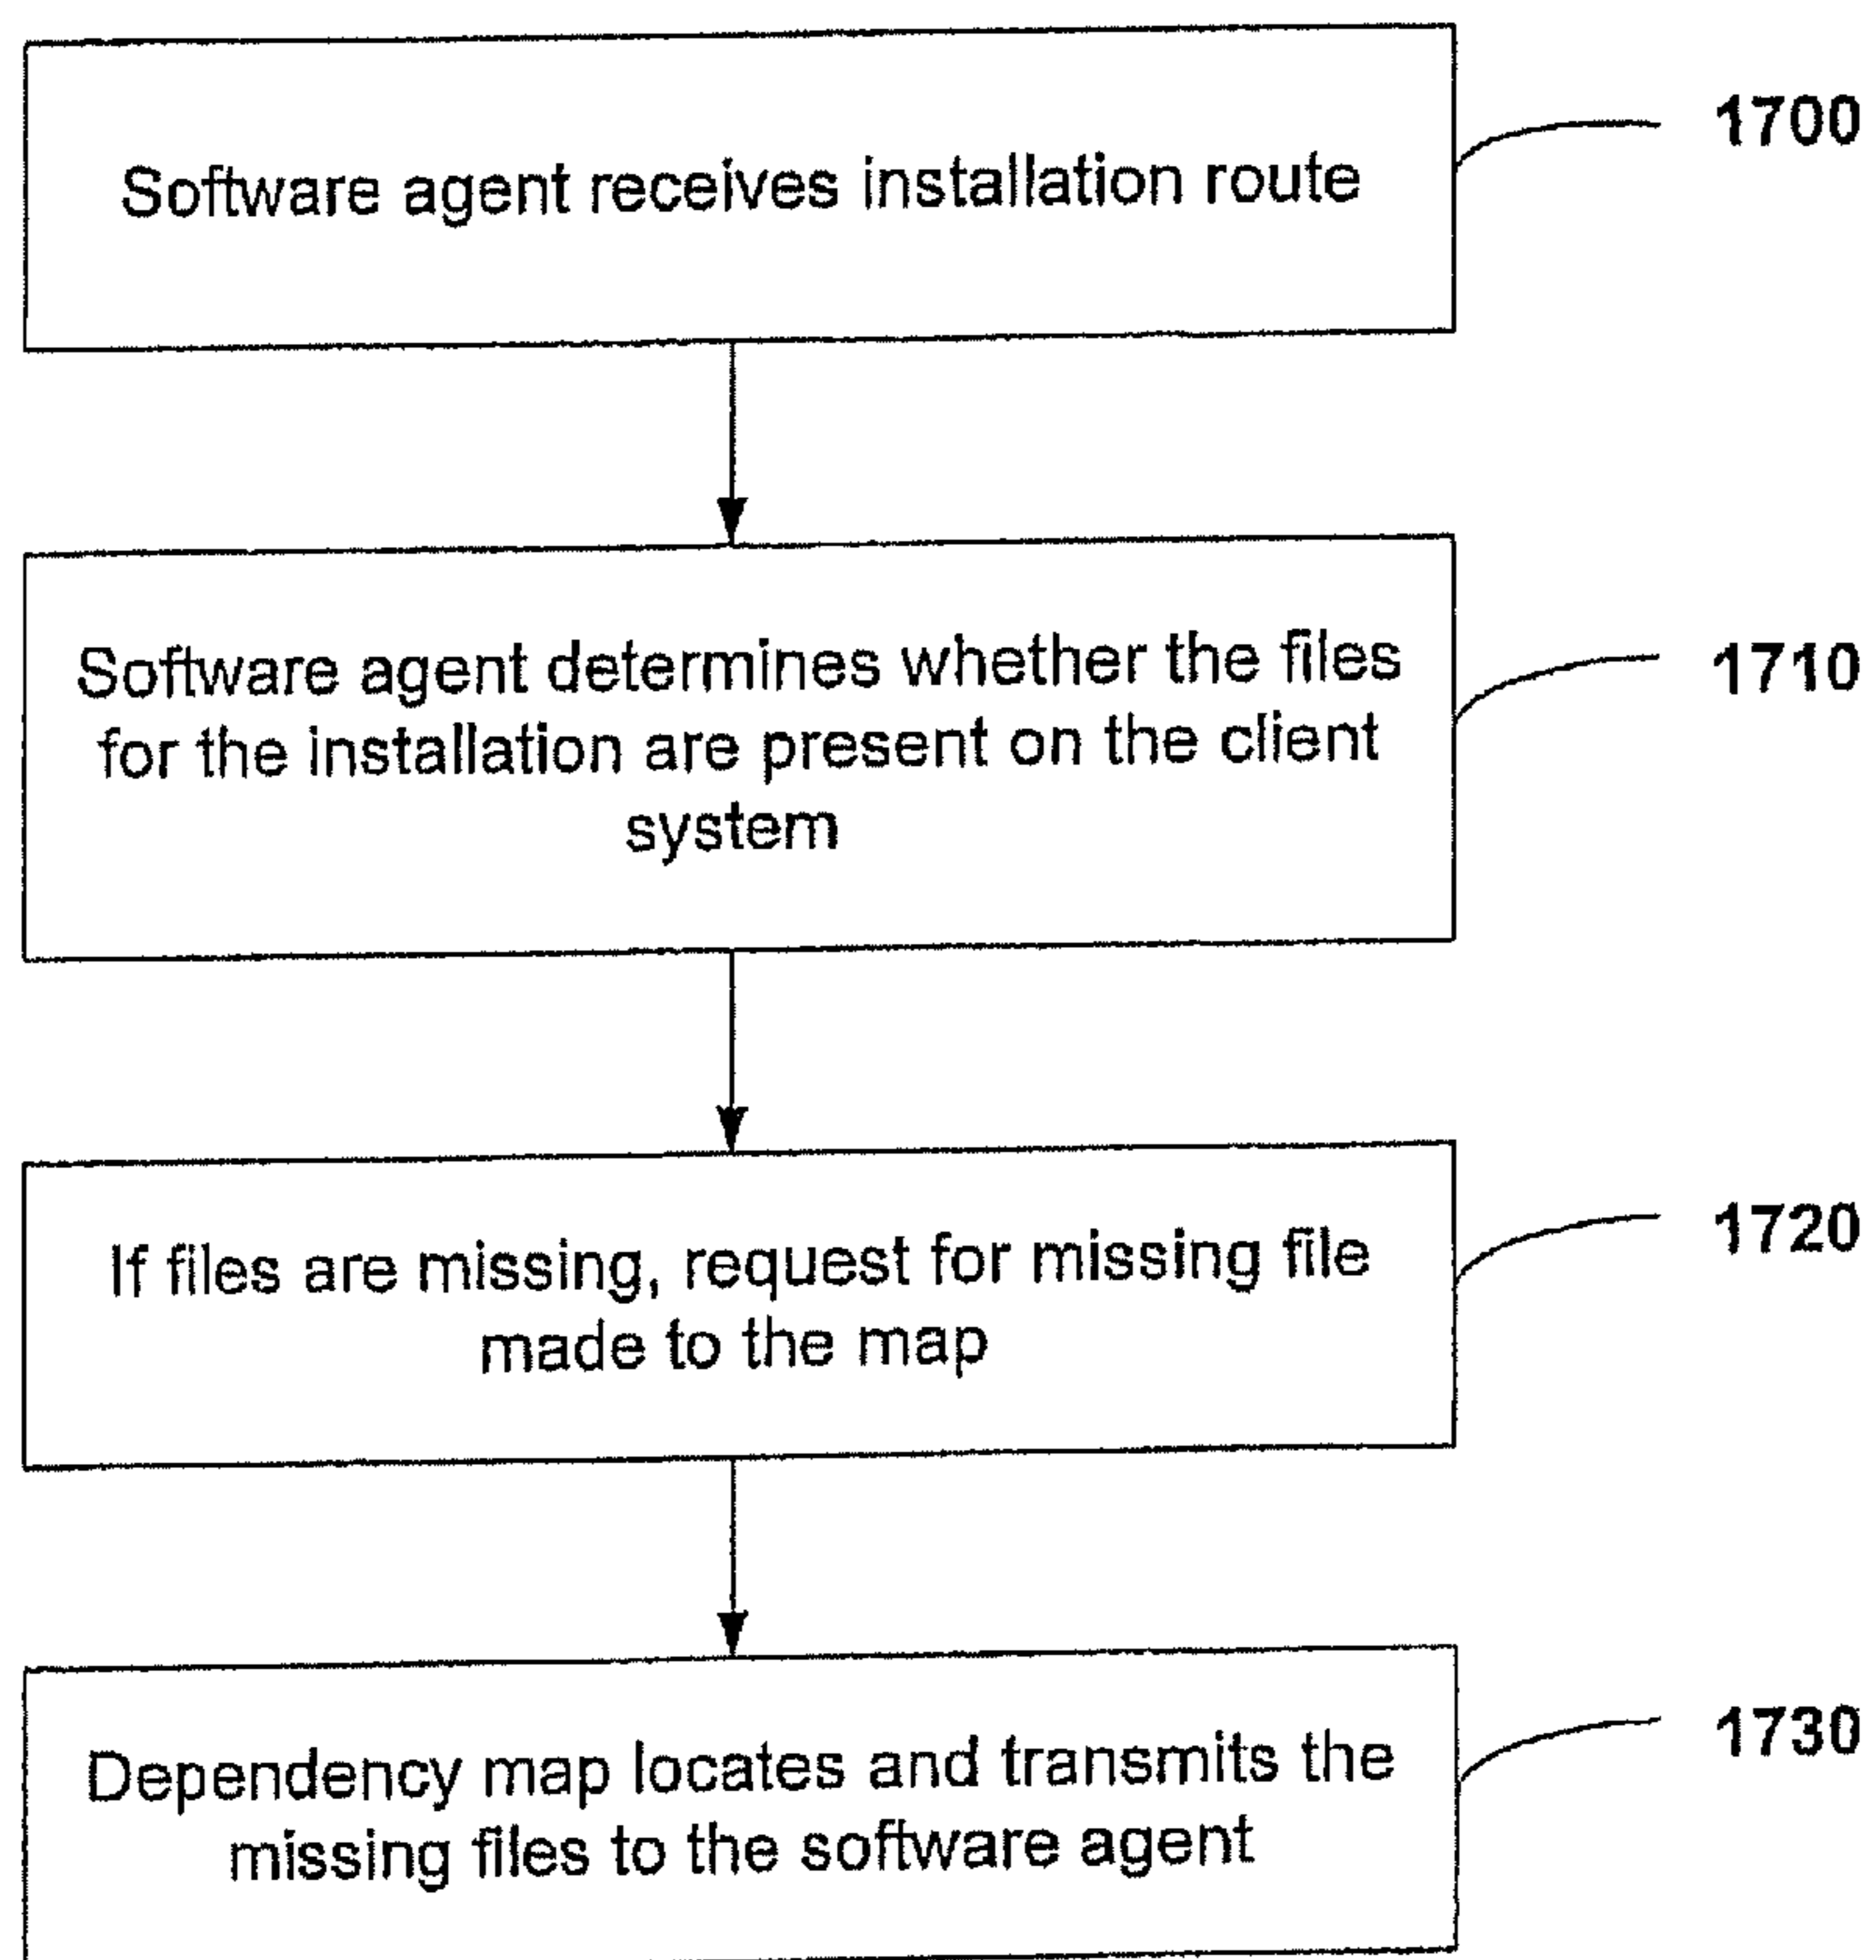 Software agent receives installation route
1700
Software agent determines whether the files
for the installation are present on the client
system
1710
If files are missing, request for missing file
made to the map
1720
Dependency map locates and transmits the
missing files to the software agent
1730